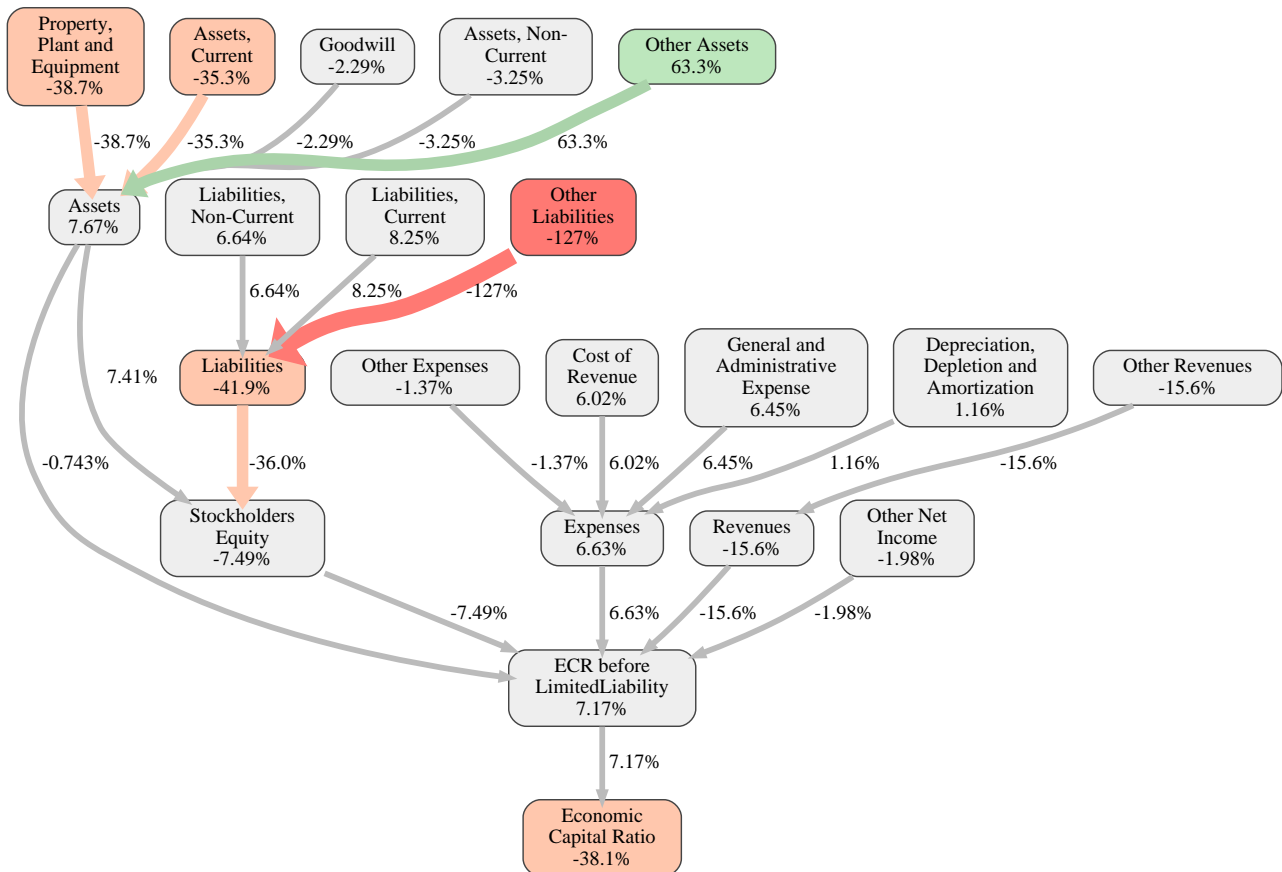 Property,
Plant and
Equipment
-38.7%
Assets,
Current
-35.3%
Goodwill
-2.29%
Assets, Non-
Current
-3.25%
Other Assets
63.3%
-38.7%
-35.3%
-2.29%
-3.25%
63.3%
Assets
7.67%
Liabilities,
Non-Current
6.64%
Liabilities,
Current
8.25%
Other
Liabilities
-127%
6.64%
8.25%
-127%
7.41%
Liabilities
-41.9%
Other Expenses
-1.37%
Cost of
Revenue
6.02%
General and
Administrative
Expense
6.45%
Depreciation,
Depletion and
Amortization
1.16%
Other Revenues
-15.6%
-0.743%
-36.0%
-1.37%
6.02%
6.45%
1.16%
-15.6%
Stockholders
Equity
-7.49%
Expenses
6.63%
Revenues
-15.6%
Other Net
Income
-1.98%
-7.49%
6.63%
-15.6%
-1.98%
ECR before
LimitedLiability
7.17%
7.17%
Economic
Capital Ratio
-38.1%